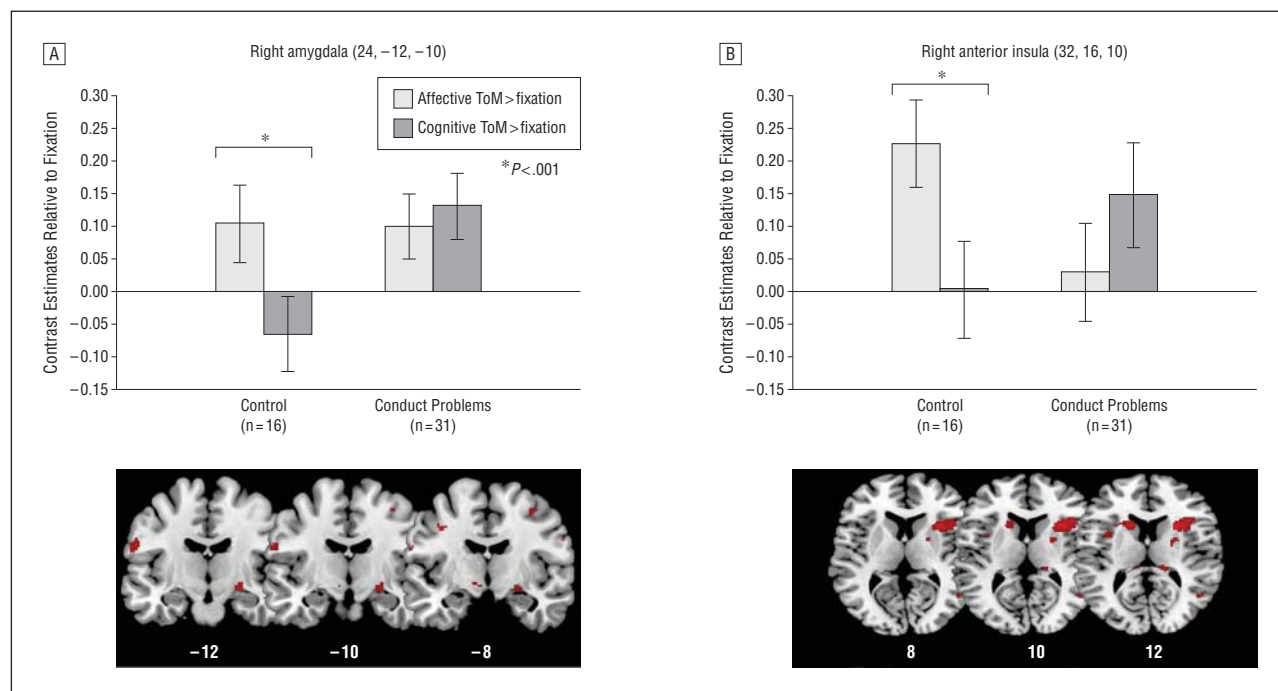 A
Right amygdala (24, –12, –10)
Contrast Estimates Relative to Fixation
0.30
0.25
0.20
0.15
0.10
0.05
0.00
–0.05
–0.10
–0.15
*
Affective ToM>fixation
Cognitive ToM>fixation
*P<.001
Control
(n=16)
Conduct Problems
(n=31)
–12
–10
–8
B
Right anterior insula (32, 16, 10)
Contrast Estimates Relative to Fixation
0.30
0.25
0.20
0.15
0.10
0.05
0.00
–0.05
–0.10
–0.15
*
Control
(n=16)
Conduct Problems
(n=31)
8
10
12